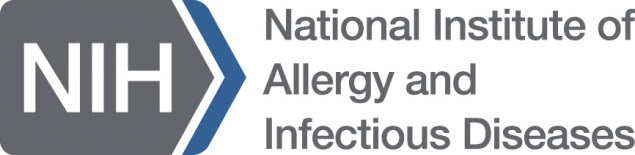 NIH
National Institute of
Allergy and
Infectious Diseases